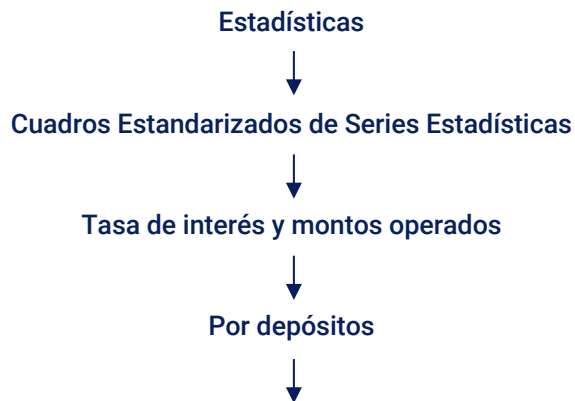 Estadísticas
Cuadros Estandarizados de Series Estadísticas
Tasa de interés y montos operados
Por depósitos